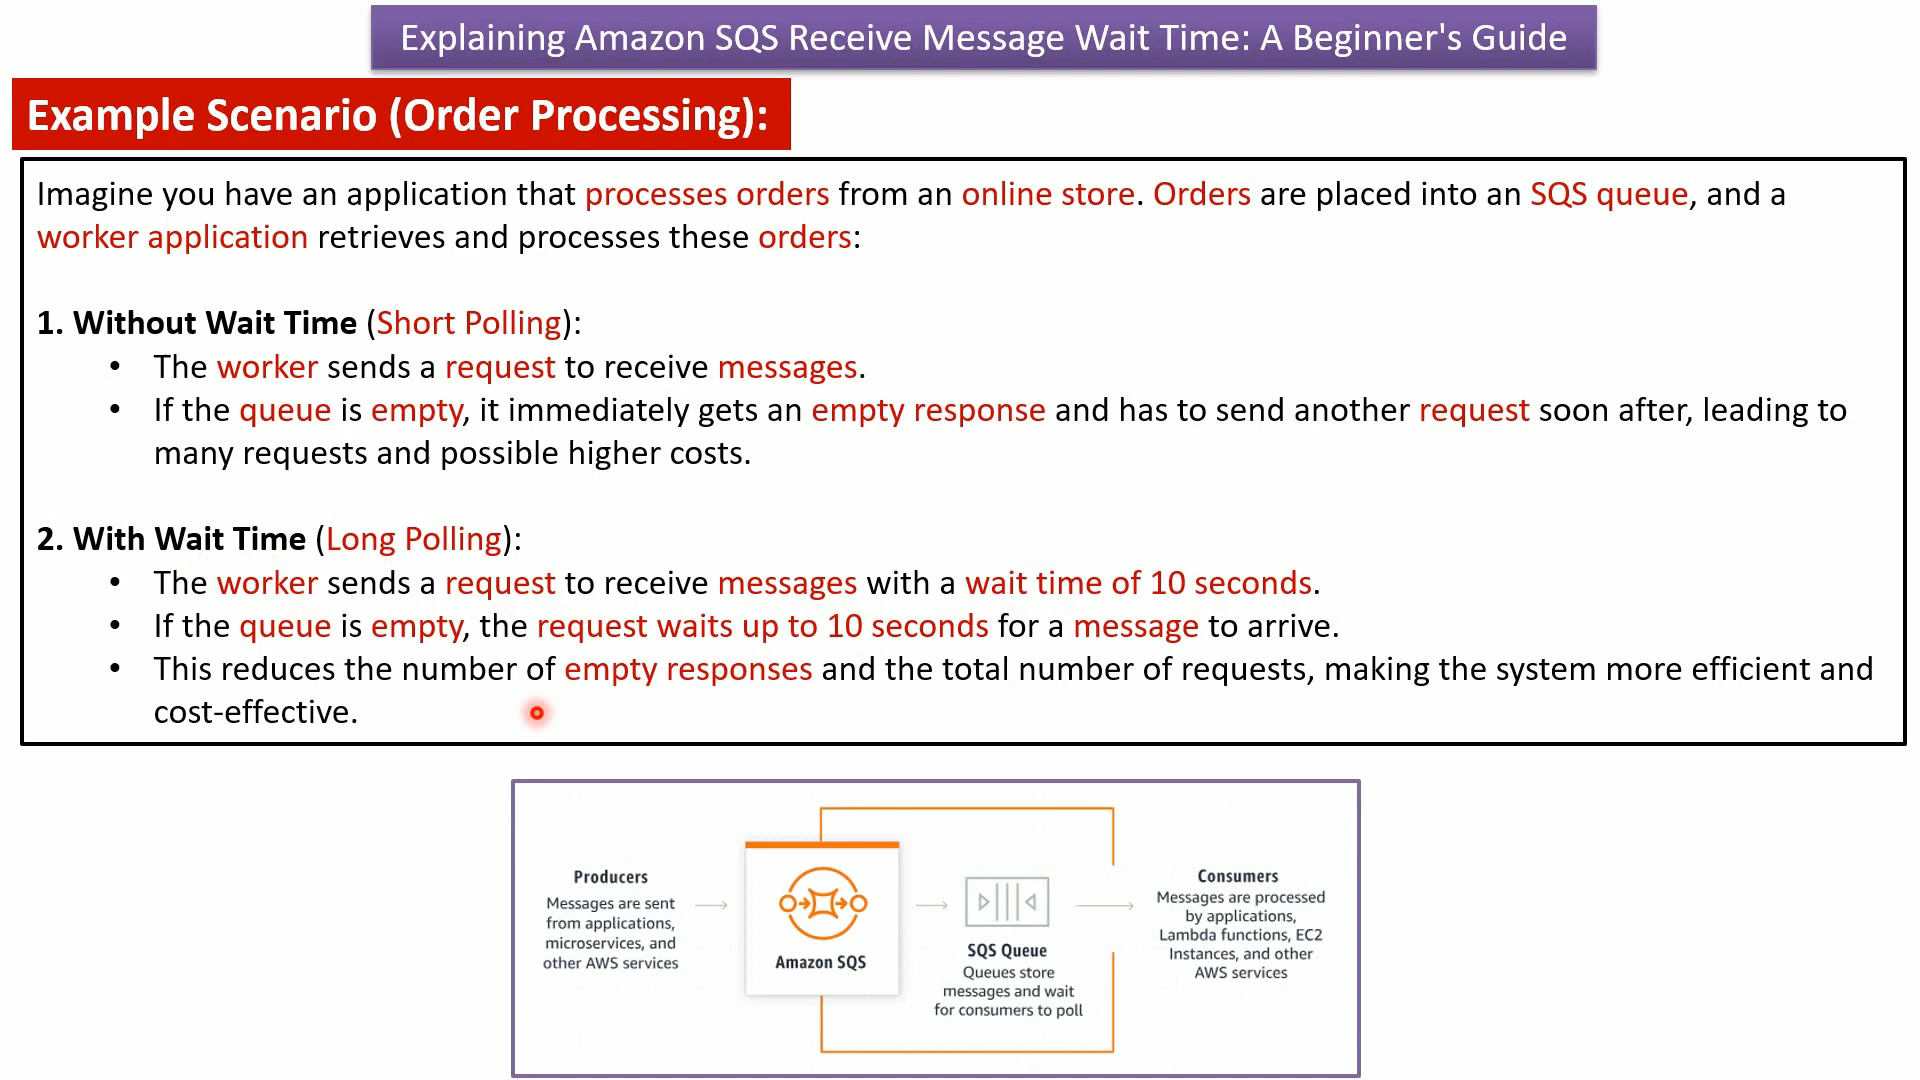 Explaining Amazon SQS Receive Message Wait Time: A Beginner's Guide
Example Scenario (Order Processing):
Imagine you have an application that processes orders from an online store. Orders are placed into an SQS queue, and a
worker application retrieves and processes these orders:
1. Without Wait Time (Short Polling):
• The worker sends a request to receive messages.
• If the queue is empty, it immediately gets an empty response and has to send another request soon after, leading to
many requests and possible higher costs.
2. With Wait Time (Long Polling):
• The worker sends a request to receive messages with a wait time of 10 seconds.
• If the queue is empty, the request waits up to 10 seconds for a message to arrive.
• This reduces the number of empty responses and the total number of requests, making the system more efficient and
cost-effective.
Producers
Messages are sent
from applications,
microservices, and
other AWS services
Amazon SQS
SQS Queue
Queues store
messages and wait
for consumers to poll
Consumers
Messages are processed
by applications,
Lambda functions, EC2
Instances, and other
AWS services